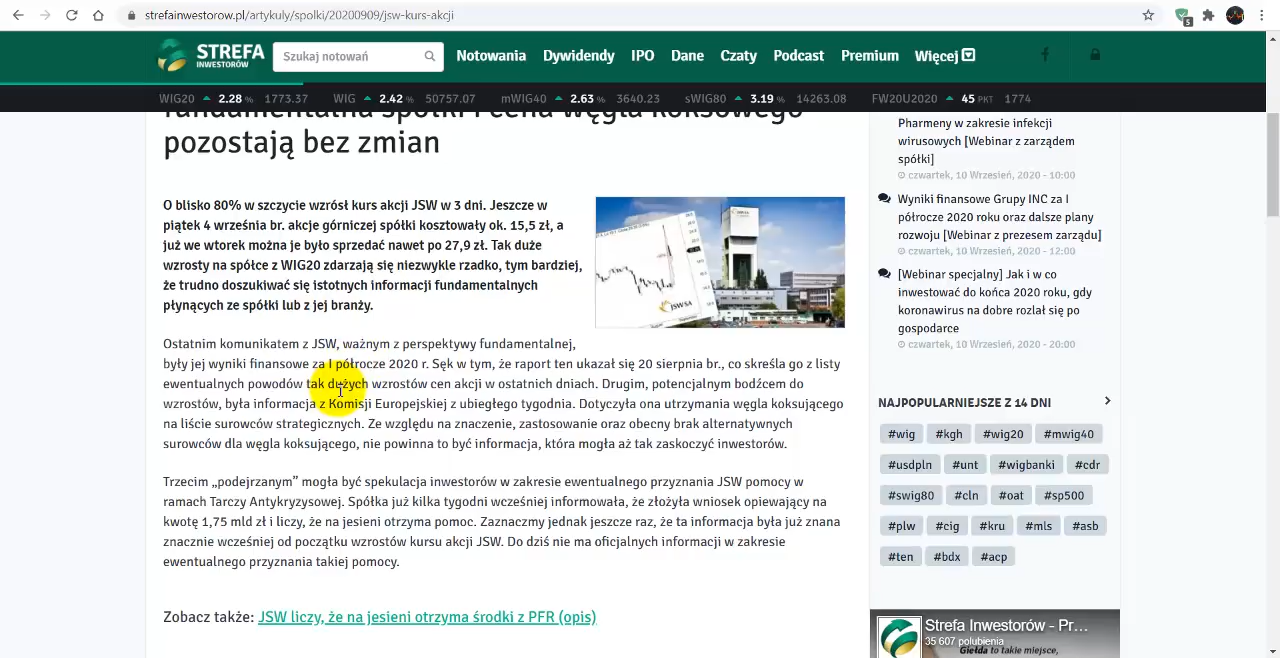 strefainwestorow.pl/artykuly/spolki/20200909/jsw-kurs-akcji
5
STREFA
INWESTORÓW
Szukaj notowań
Notowania Dywidendy IPO Dane Czaty Podcast Premium Więcej
WIG20 2.28 % 1773.37 WIG 2.42 % 50757.07 mWIG40 2.63 % 3640.23 sWIG80 3.19 % 14263.08 FW20U2020 45 PKT 1774
fundamentalna spółki i cena węgla koksowego
pozostają bez zmian
O blisko 80% w szczycie wzrósł kurs akcji JSW w 3 dni. Jeszcze w
piątek 4 września br. akcje górniczej spółki kosztowały ok. 15,5 zł, a
już we wtorek można je było sprzedać nawet po 27,9 zł. Tak duże
wzrosty na spółce z WIG20 zdarzają się niezwykle rzadko, tym bardziej,
że trudno doszukiwać się istotnych informacji fundamentalnych
płynących ze spółki lub z jej branży.
JSW SA
Ostatnim komunikatem z JSW, ważnym z perspektywy fundamentalnej,
były jej wyniki finansowe za I półrocze 2020 r. Sęk w tym, że raport ten ukazał się 20 sierpnia br., co skreśla go z listy
ewentualnych powodów tak dużych wzrostów cen akcji w ostatnich dniach. Drugim, potencjalnym bodźcem do
wzrostów, była informacja z Komisji Europejskiej z ubiegłego tygodnia. Dotyczyła ona utrzymania węgla koksującego
na liście surowców strategicznych. Ze względu na znaczenie, zastosowanie oraz obecny brak alternatywnych
surowców dla węgla koksującego, nie powinna to być informacja, która mogła aż tak zaskoczyć inwestorów.
Trzecim „podejrzanym” mogła być spekulacja inwestorów w zakresie ewentualnego przyznania JSW pomocy w
ramach Tarczy Antykryzysowej. Spółka już kilka tygodni wcześniej informowała, że złożyła wniosek opiewający na
kwotę 1,75 mld zł i liczy, że na jesieni otrzyma pomoc. Zaznaczmy jednak jeszcze raz, że ta informacja była już znana
znacznie wcześniej od początku wzrostów kursu akcji JSW. Do dziś nie ma oficjalnych informacji w zakresie
ewentualnego przyznania takiej pomocy.
Zobacz także: JSW liczy, że na jesieni otrzyma środki z PFR (opis)
Pharmeny w zakresie infekcji
wirusowych [Webinar z zarządem
spółki]
czwartek, 10 Wrzesień, 2020 - 10:00
Wyniki finansowe Grupy INC za I
półrocze 2020 roku oraz dalsze plany
rozwoju [Webinar z prezesem zarządu]
czwartek, 10 Wrzesień, 2020 - 12:00
[Webinar specjalny] Jak i w co
inwestować do końca 2020 roku, gdy
koronawirus na dobre rozlał się po
gospodarce
czwartek, 10 Wrzesień, 2020 - 20:00
NAJPOPULARNIEJSZE Z 14 DNI
#wig #kgh #wig20 #mwig40
#usdpln #unt #wigbanki #cdr
#swig80 #cln #oat #sp500
#plw #cig #kru #mls #asb
#ten #bdx #acp
Strefa Inwestorów - Pr...
35 607 polubienia
Giełda to takie miejsce,